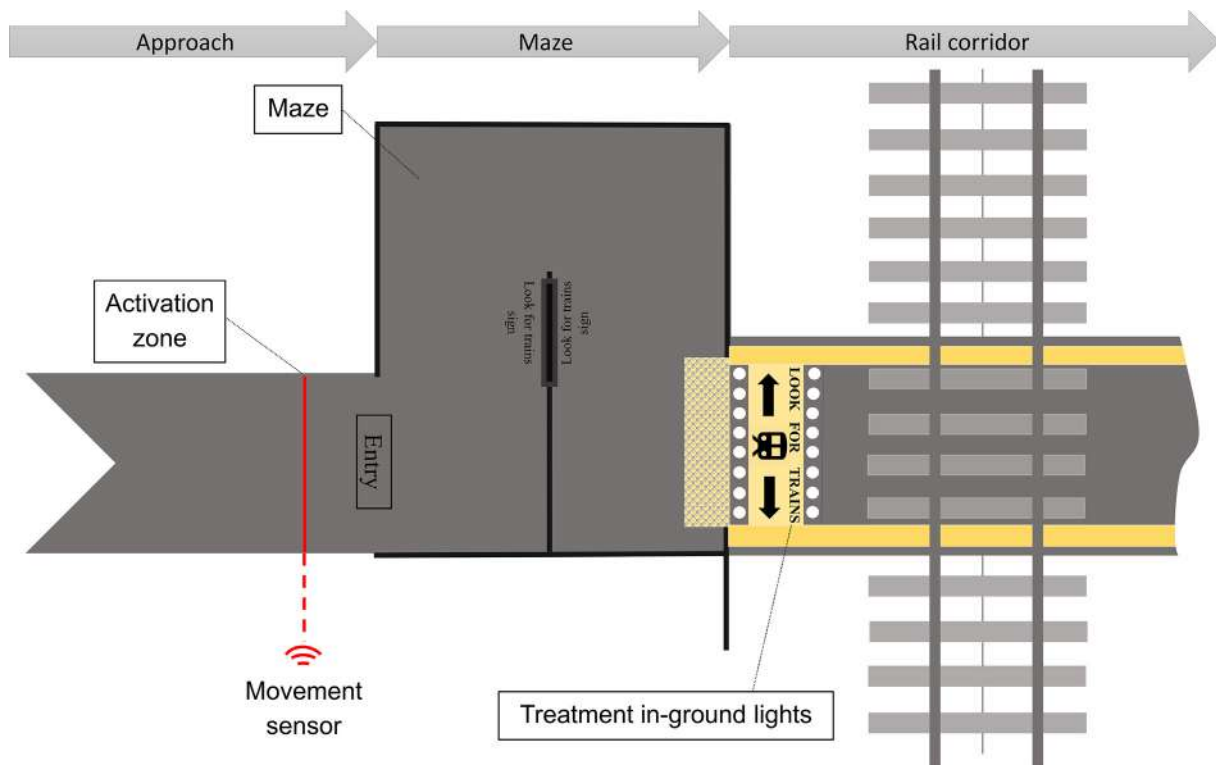 Approach
Maze
Rail corridor
Maze
Activation
zone
Look for trains
sign
Look for trains
sign
Entry
LOOK FOR TRAINS
Movement
sensor
Treatment in-ground lights